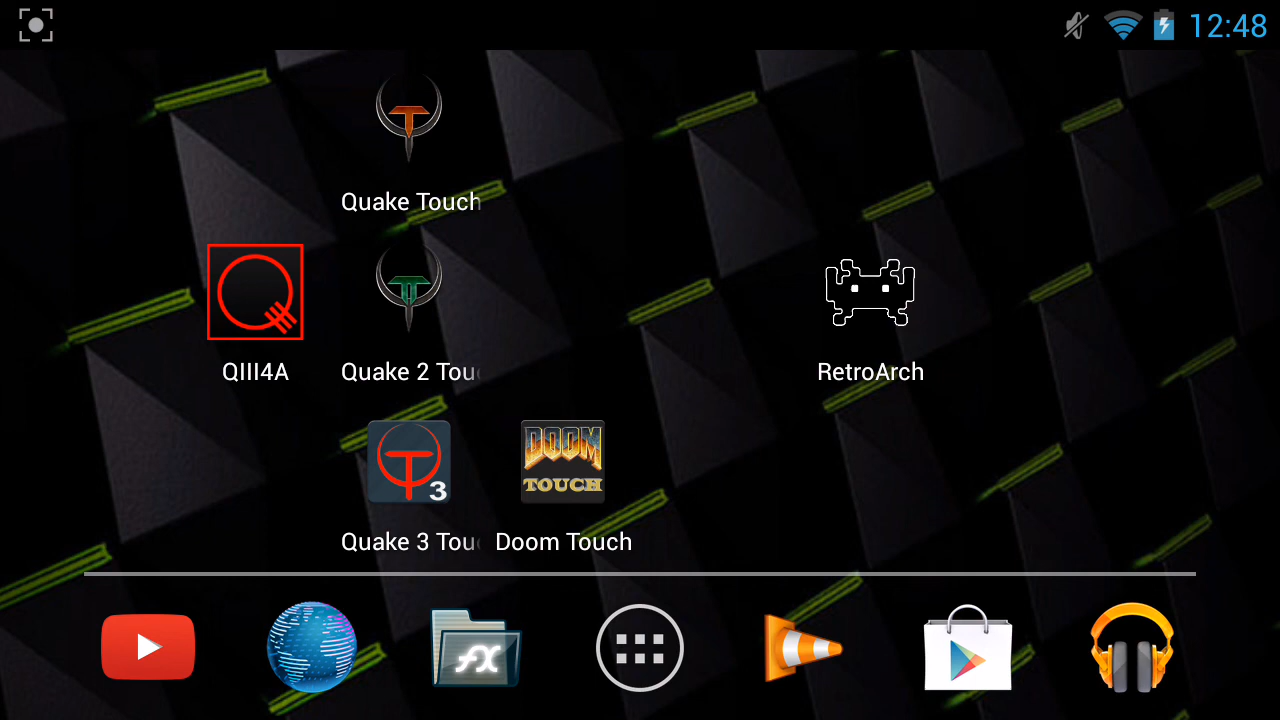 12:48
Quake Touch
QIII4A
Quake 2 Tou
RetroArch
3
DOOM
TOUCH
Quake 3 Tou
Doom Touch
fX